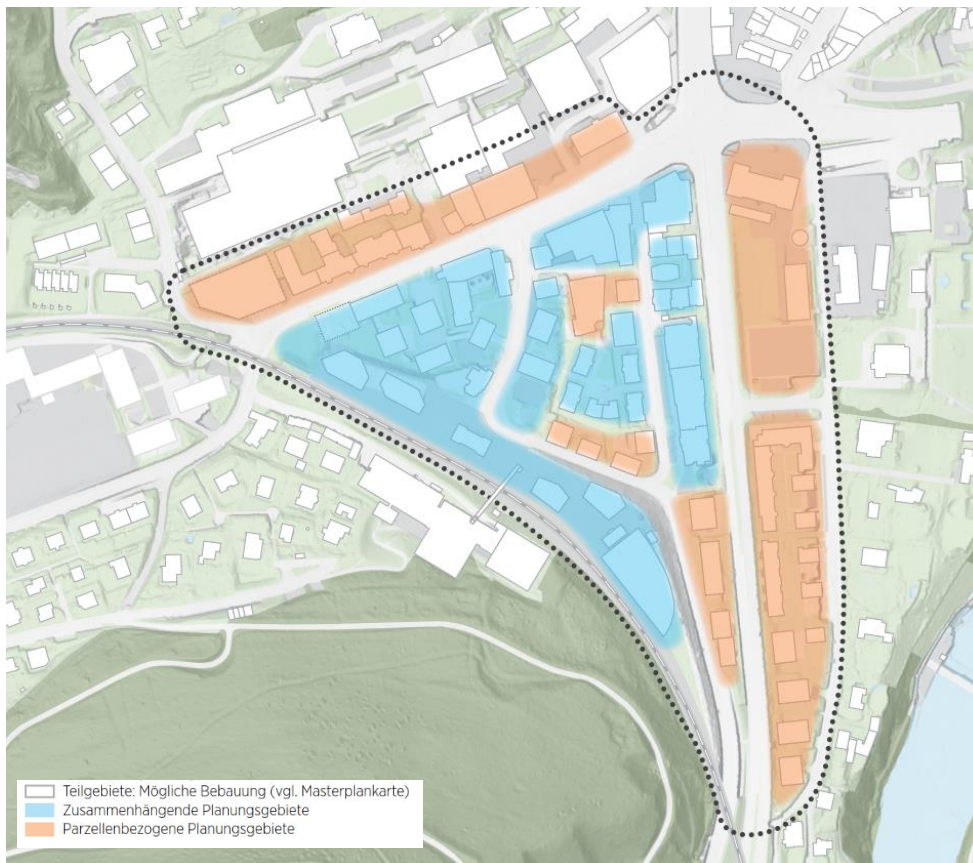 Teilgebiete: Mögliche Bebauung (vgl. Masterplankarte)
Zusammenhängende Planungsgebiete
Parzellenbezogene Planungsgebiete